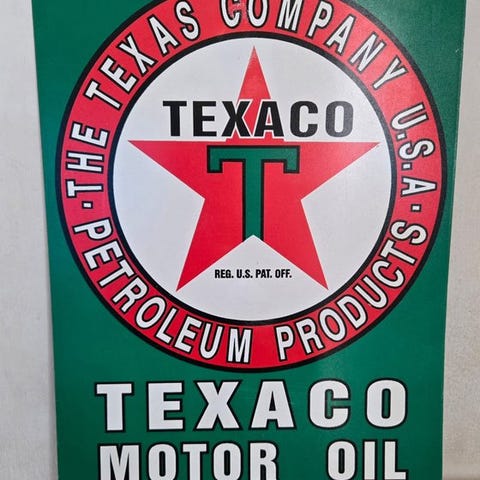 THE TEXAS COMPANY U.S.A.
TEXACO
T
REG. U.S. PAT. OFF.
PETROLEUM PRODUCTS
TEXACO
MOTOR OIL